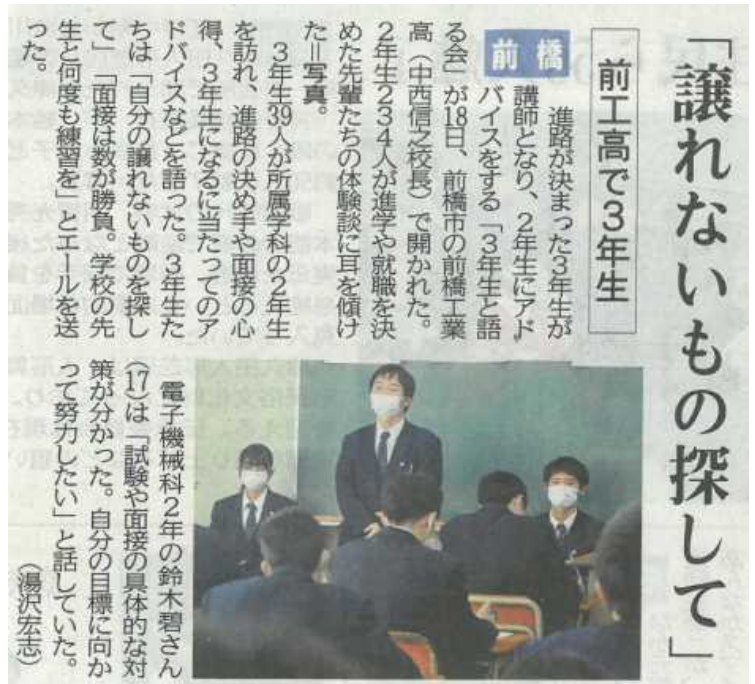 「譲れないもの探して」
前工高で3年生
前橋
進路が決まった3年生が
講師となり、2年生にアド
バイスをする「3年生と語
る会」が18日、前橋市の前橋工業
高（中西信之校長）で開かれた。
2年生234人が進学や就職を決
めた先輩たちの体験談に耳を傾け
た＝写真。
3年生39人が所属学科の2年生
を訪れ、進路の決め手や面接の心
得、3年生になるに当たってのア
ドバイスなどを語った。3年生た
ちは「自分の譲れないものを探し
て」「面接は数が勝負。学校の先
生と何度も練習を」とエールを送
った。
電子機械科2年の鈴木碧さん
（17）は「試験や面接の具体的な対
策が分かった。自分の目標に向か
って努力したい」と話していた。
（湯沢宏志）